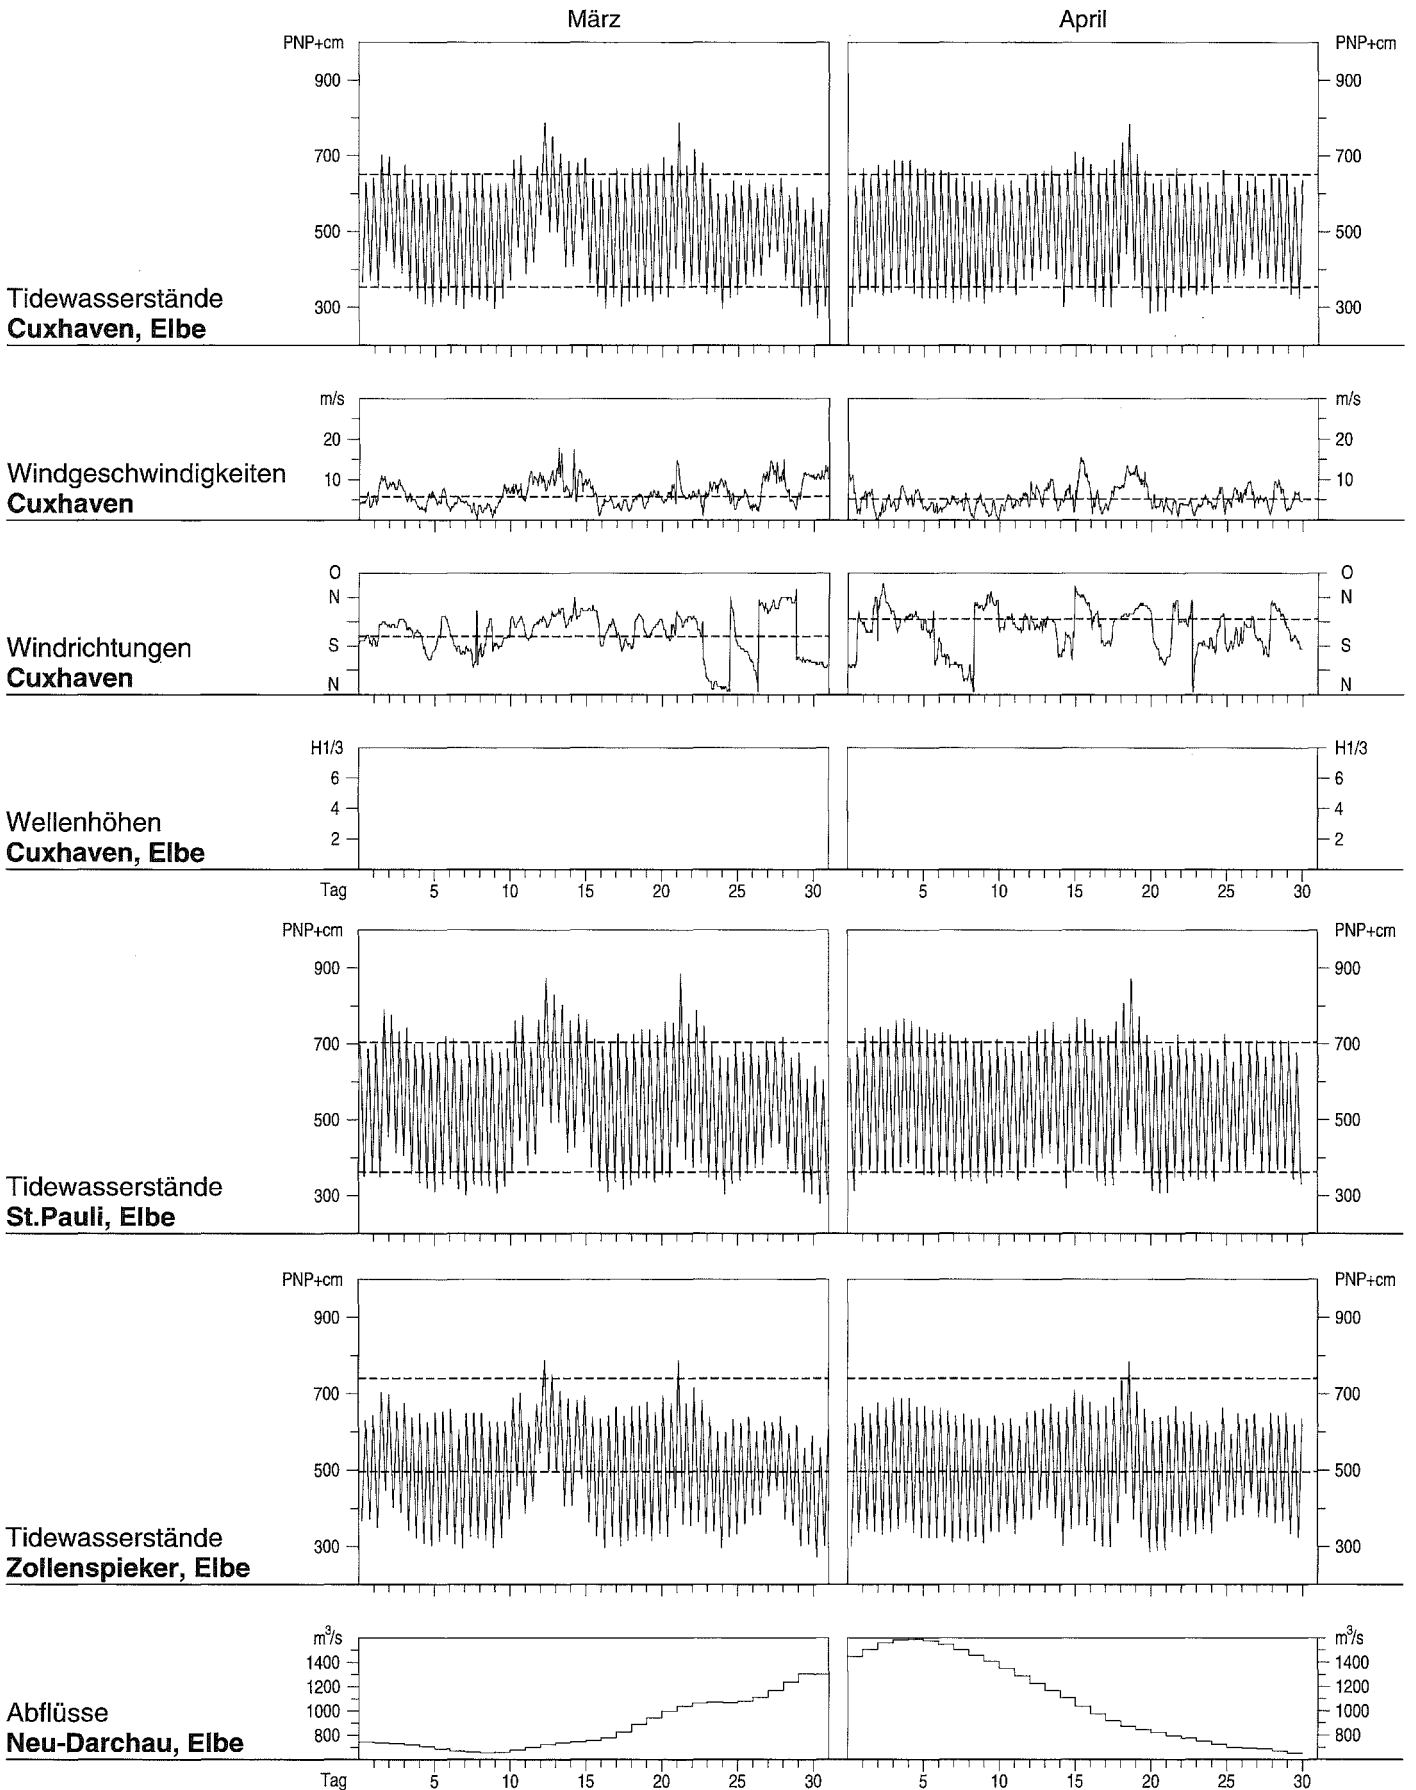 März April
PNP+cm PNP+cm
900 900
700 700
500 500
300 300
Tidewasserstände
Cuxhaven, Elbe
m/s m/s
20 20
10 10
Windgeschwindigkeiten
Cuxhaven
O O
N N
S S
N N
Windrichtungen
Cuxhaven
H1/3 H1/3
6 6
4 4
2 2
Wellenhöhen
Cuxhaven, Elbe
Tag 5 10 15 20 25 30 5 10 15 20 25 30
PNP+cm PNP+cm
900 900
700 700
500 500
300 300
Tidewasserstände
St.Pauli, Elbe
PNP+cm PNP+cm
900 900
700 700
500 500
300 300
Tidewasserstände
Zollenspieker, Elbe
m³/s m³/s
1400 1400
1200 1200
1000 1000
800 800
Abflüsse
Neu-Darchau, Elbe
Tag 5 10 15 20 25 30 5 10 15 20 25 30